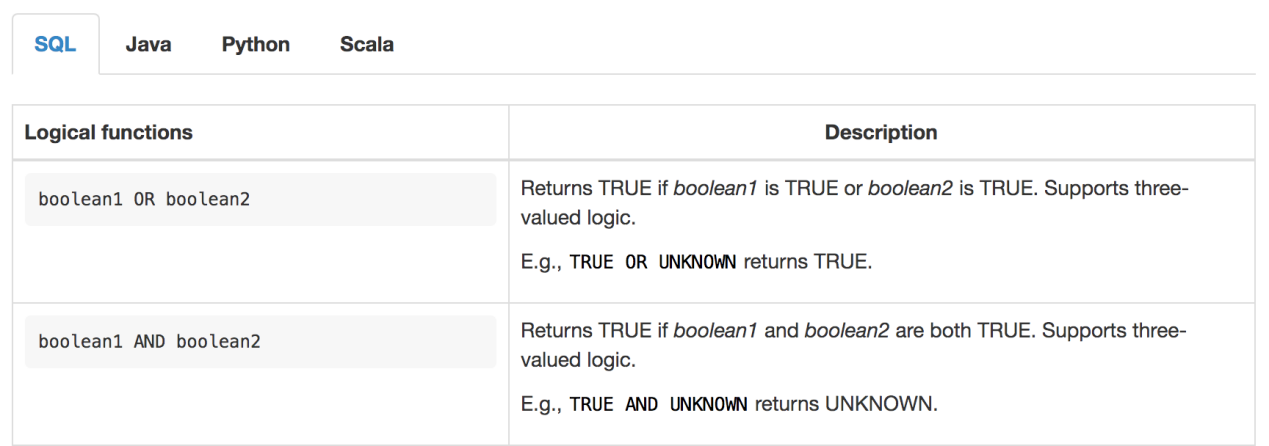 SQL Java Python Scala
Logical functions Description
boolean1 OR boolean2
Returns TRUE if boolean1 is TRUE or boolean2 is TRUE. Supports three-
valued logic.
E.g., TRUE OR UNKNOWN returns TRUE.
boolean1 AND boolean2
Returns TRUE if boolean1 and boolean2 are both TRUE. Supports three-
valued logic.
E.g., TRUE AND UNKNOWN returns UNKNOWN.